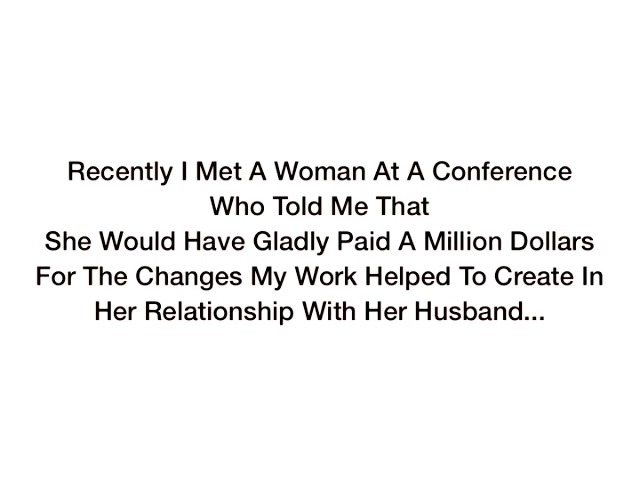 Recently I Met A Woman At A Conference
Who Told Me That
She Would Have Gladly Paid A Million Dollars
For The Changes My Work Helped To Create In
Her Relationship With Her Husband...